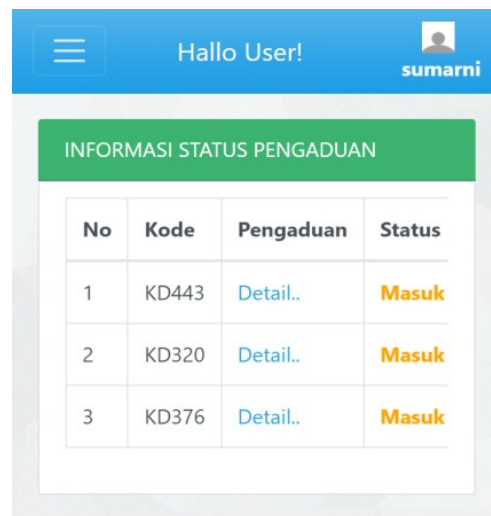 Hallo User!
sumarni
INFORMASI STATUS PENGADUAN
No Kode Pengaduan Status
1 KD443 Detail.. Masuk
2 KD320 Detail.. Masuk
3 KD376 Detail.. Masuk